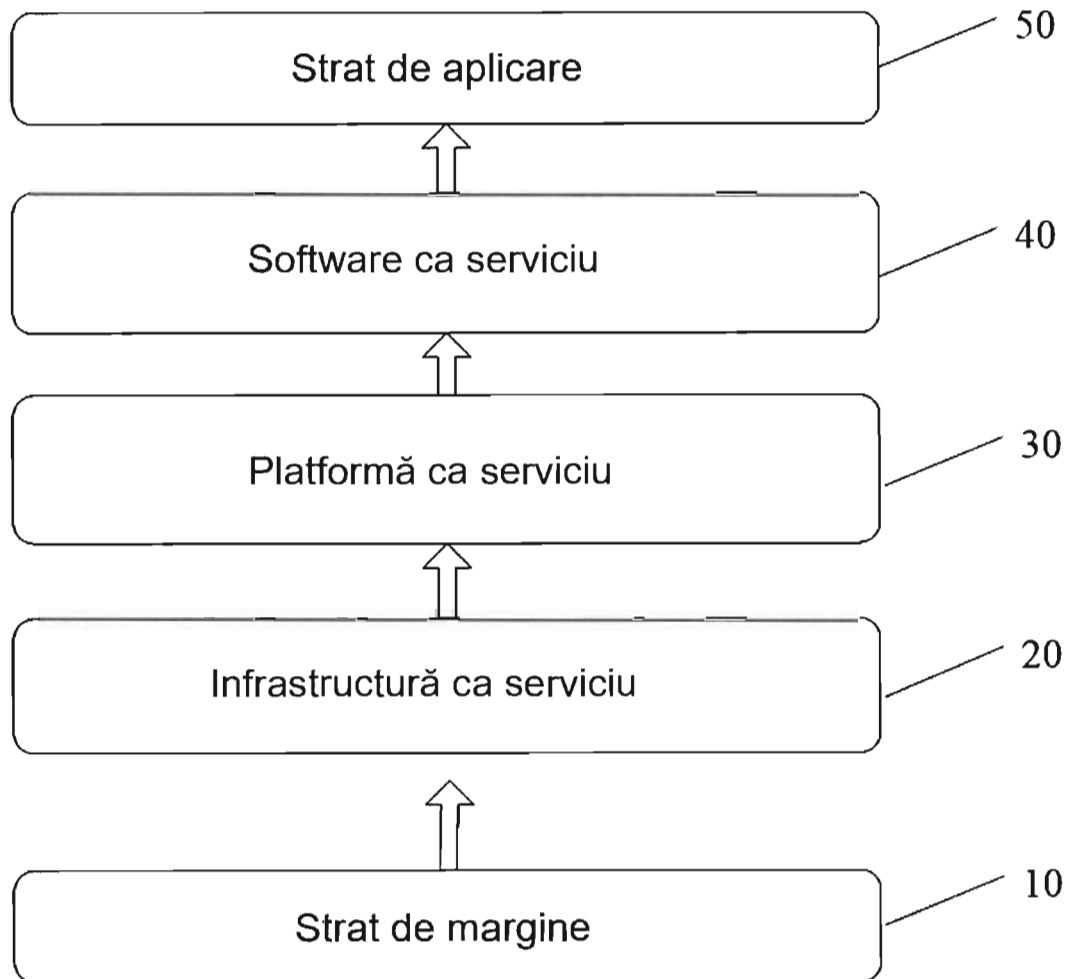 50
Strat de aplicare
40
Software ca serviciu
30
Platformă ca serviciu
20
Infrastructură ca serviciu
10
Strat de margine